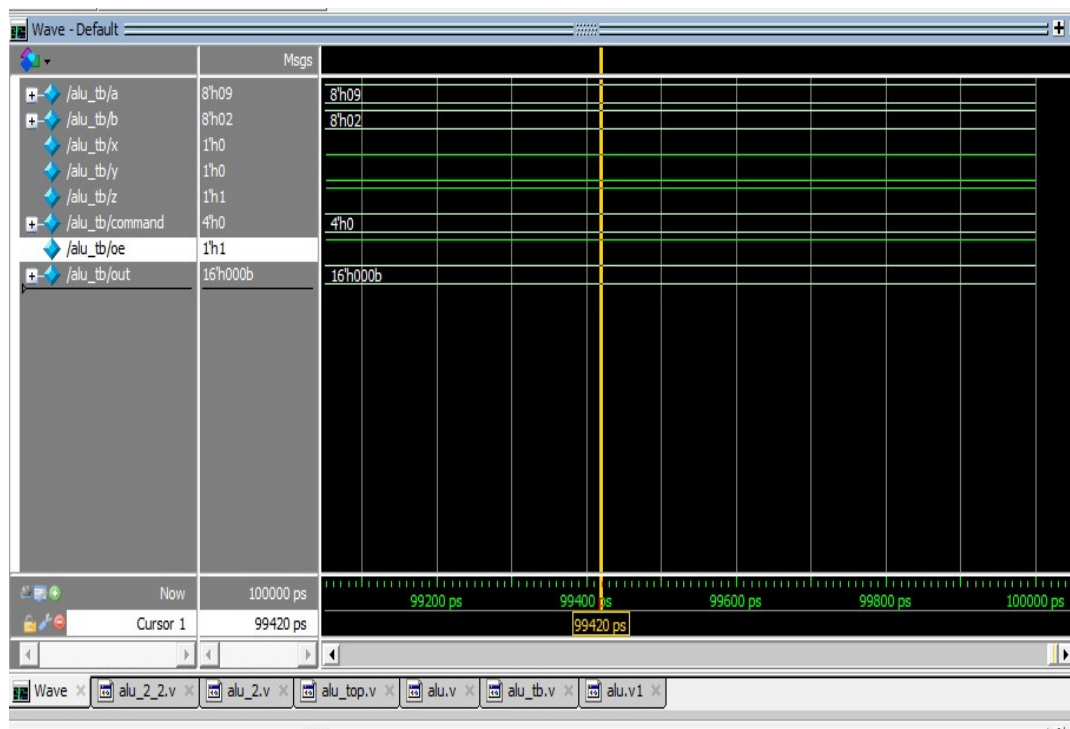 Wave - Default
Msgs
/alu_tb/a 8'h09 8'h09
/alu_tb/b 8'h02 8'h02
/alu_tb/x 1'h0
/alu_tb/y 1'h0
/alu_tb/z 1'h1
/alu_tb/command 4'h0 4'h0
/alu_tb/oe 1'h1
/alu_tb/out 16'h000b 16'h000b
Now 100000 ps 99200 ps 99400 ps 99600 ps 99800 ps 100000 ps
Cursor 1 99420 ps 99420 ps
Wave alu_2_2.v alu_2.v alu_top.v alu.v alu_tb.v alu.v1